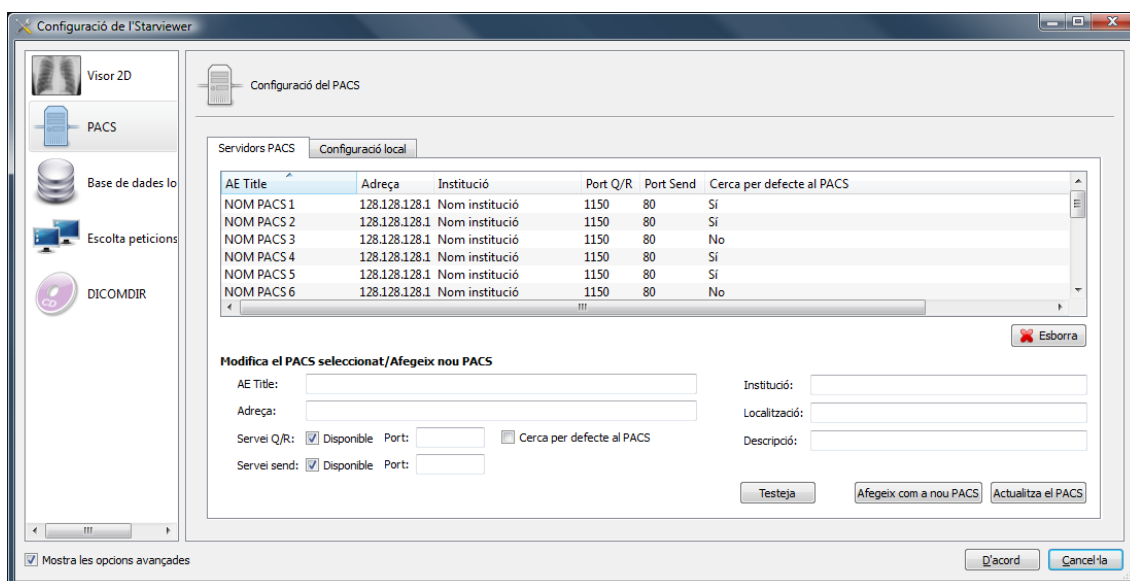 Configuració de l'Starviewer
Visor 2D
PACS
Base de dades lo
Escolta peticions
DICOMDIR
Configuració del PACS
Servidors PACS Configuració local
AE Title Adreça Institució Port Q/R Port Send Cerca per defecte al PACS
NOM PACS 1 128.128.128.1 Nom institució 1150 80 Sí
NOM PACS 2 128.128.128.1 Nom institució 1150 80 Sí
NOM PACS 3 128.128.128.1 Nom institució 1150 80 No
NOM PACS 4 128.128.128.1 Nom institució 1150 80 Sí
NOM PACS 5 128.128.128.1 Nom institució 1150 80 Sí
NOM PACS 6 128.128.128.1 Nom institució 1150 80 No
Esborra
Modifica el PACS seleccionat/Afegeix nou PACS
AE Title: Institució:
Adreça: Localització:
Servei Q/R: Disponible Port: Cerca per defecte al PACS Descripció:
Servei send: Disponible Port:
Testeja Afegeix com a nou PACS Actualitza el PACS
Mostra les opcions avançades D'acord Cancel·la
CD